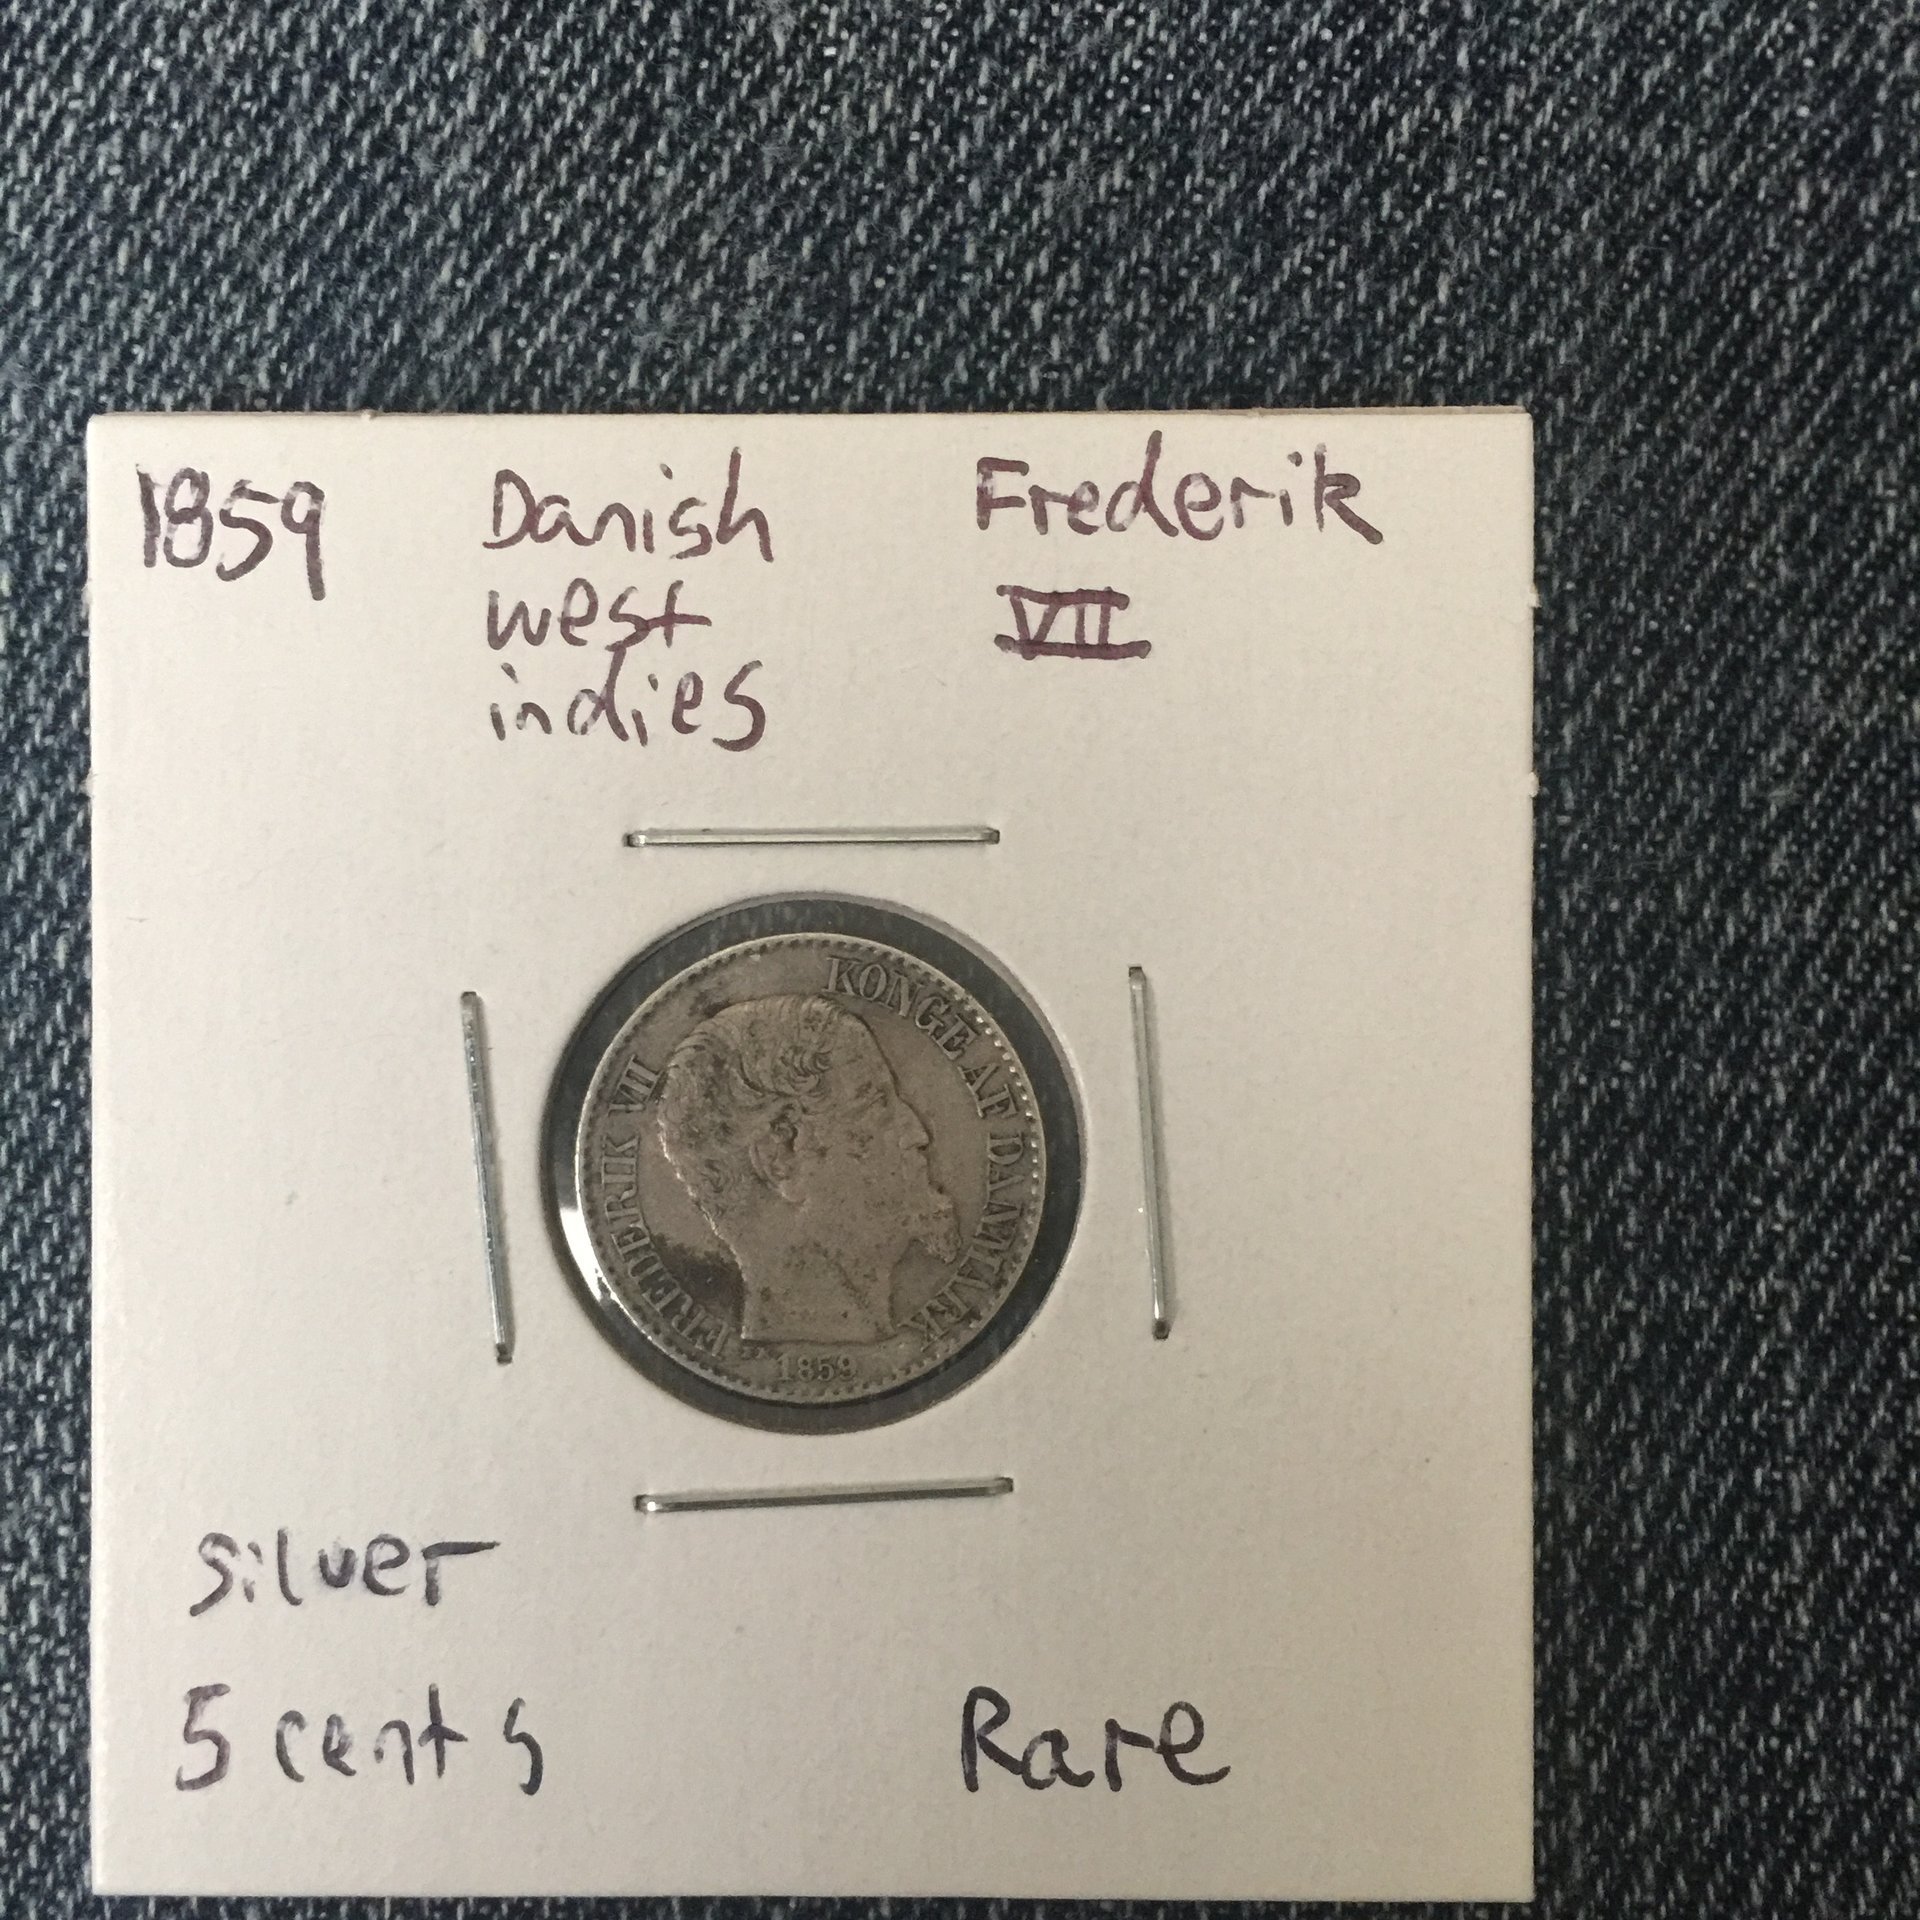 1859 Danish Frederik
west VII
indies
FREDERIK VII KONGE AF DANMARK
1859
silver
5 cents Rare